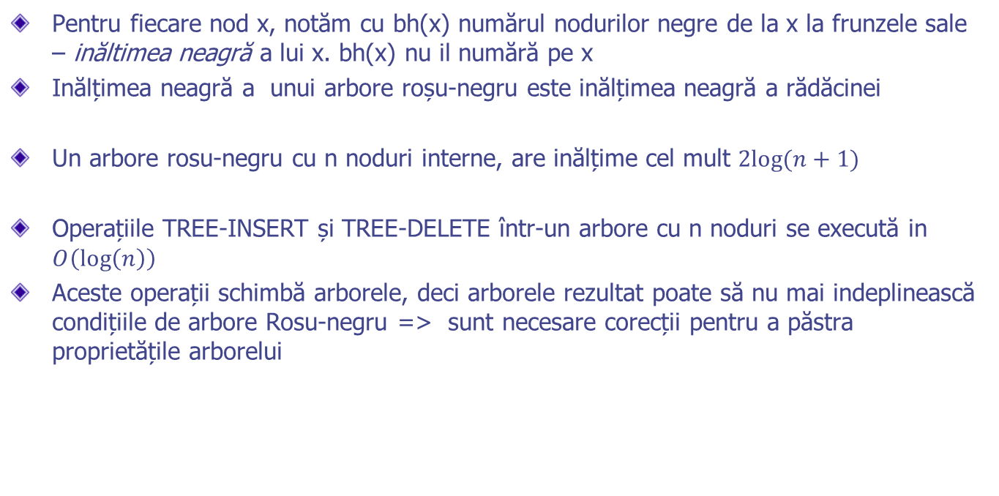 Pentru fiecare nod x, notăm cu bh(x) numărul nodurilor negre de la x la frunzele sale
– inăltimea neagră a lui x. bh(x) nu il numără pe x
Inălțimea neagră a  unui arbore roșu-negru este inălțimea neagră a rădăcinei
Un arbore rosu-negru cu n noduri interne, are inălțime cel mult 2log(n + 1)
Operațiile TREE-INSERT și TREE-DELETE într-un arbore cu n noduri se execută in
O(log(n))
Aceste operații schimbă arborele, deci arborele rezultat poate să nu mai indeplinească
condițiile de arbore Rosu-negru =>  sunt necesare corecții pentru a păstra
proprietățile arborelui